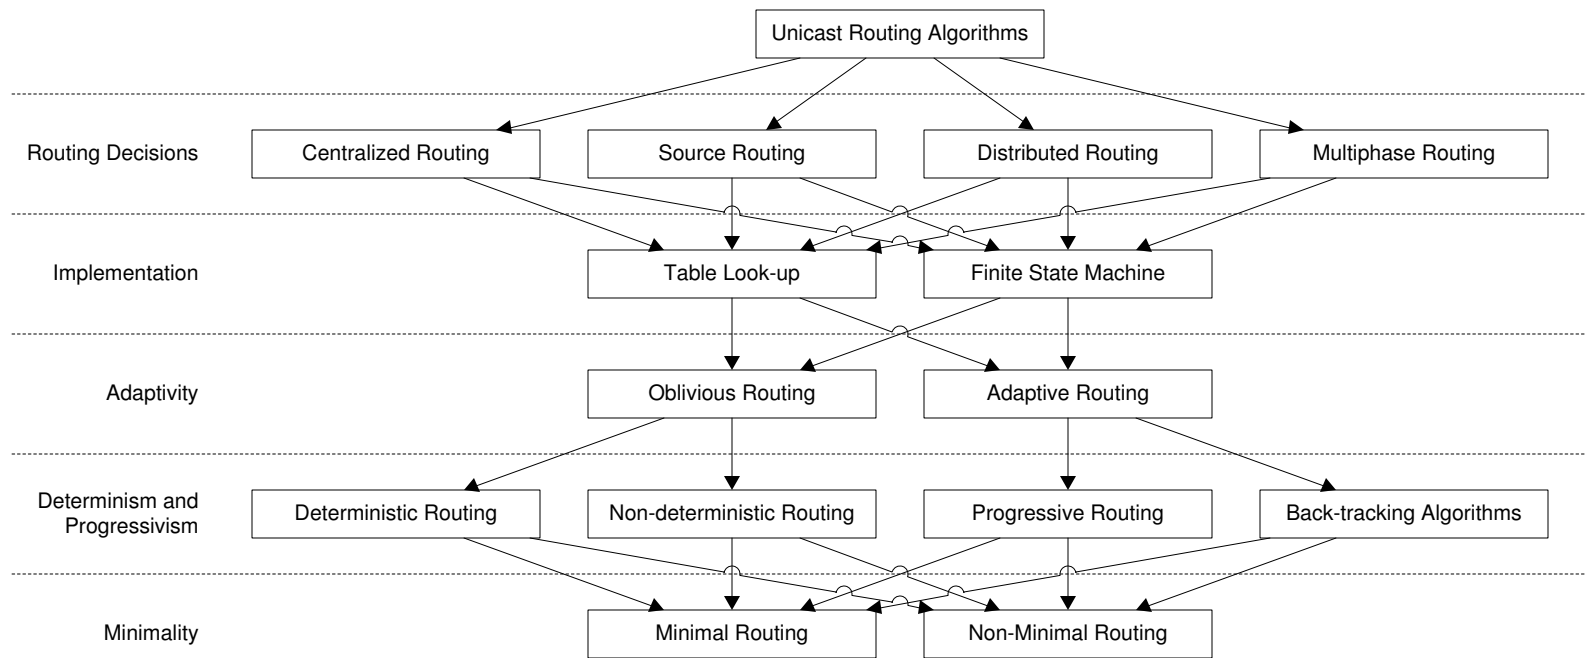 Unicast Routing Algorithms
Routing Decisions
Centralized Routing
Source Routing
Distributed Routing
Multiphase Routing
Implementation
Table Look-up
Finite State Machine
Adaptivity
Oblivious Routing
Adaptive Routing
Determinism and
Progressivism
Deterministic Routing
Non-deterministic Routing
Progressive Routing
Back-tracking Algorithms
Minimality
Minimal Routing
Non-Minimal Routing